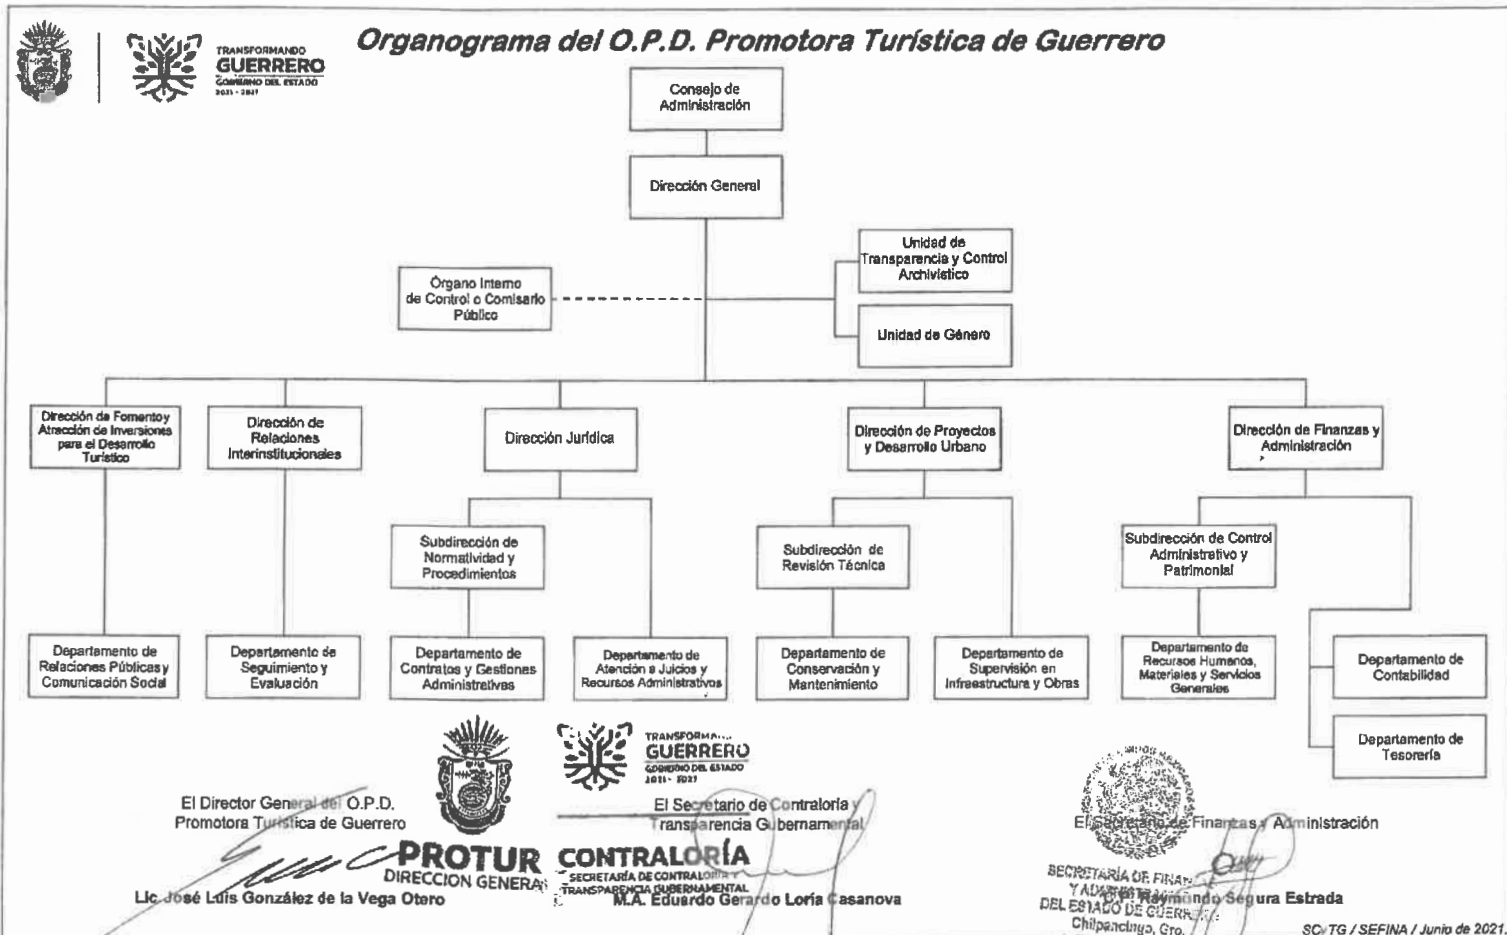 TRANSFORMANDO
GUERRERO
GOBIERNO DEL ESTADO
2021 - 2027
Organograma del O.P.D. Promotora Turística de Guerrero
Consejo de
Administración
Dirección General
Unidad de
Transparencia y Control
Archivístico
Órgano Interno
de Control o Comisario
Público
Unidad de Género
Dirección de Fomento y
Atracción de Inversiones
para el Desarrollo
Turístico
Dirección de
Relaciones
Interinstitucionales
Dirección Jurídica
Dirección de Proyectos
y Desarrollo Urbano
Dirección de Finanzas y
Administración
Subdirección de
Normatividad y
Procedimientos
Subdirección de
Revisión Técnica
Subdirección de Control
Administrativo y
Patrimonial
Departamento de
Relaciones Públicas y
Comunicación Social
Departamento de
Seguimiento y
Evaluación
Departamento de
Contratos y Gestiones
Administrativas
Departamento de
Atención a Juicios y
Recursos Administrativos
Departamento de
Conservación y
Mantenimiento
Departamento de
Supervisión en
Infraestructura y Obras
Departamento de
Recursos Humanos,
Materiales y Servicios
Generales
Departamento de
Contabilidad
Departamento de
Tesorería
TRANSFORMA
GUERRERO
GOBIERNO DEL ESTADO
2021 - 2027
El Director General del O.P.D.
Promotora Turística de Guerrero
PROTUR
DIRECCION GENERAL
Lic. José Luis González de la Vega Otero
El Secretario de Contraloría y
Transparencia Gubernamental
CONTRALORÍA
SECRETARÍA DE CONTRALORÍA Y
TRANSPARENCIA GUBERNAMENTAL
M.A. Eduardo Gerardo Loría Casanova
El Secretario de Finanzas y Administración
SECRETARÍA DE FINAN
Y ADMINISTRACIÓN
DEL ESTADO DE GUERRERO
Chilpancingo, Gro.
C.P. Raymundo Segura Estrada
SC-TG / SEFINA / Junio de 2021.